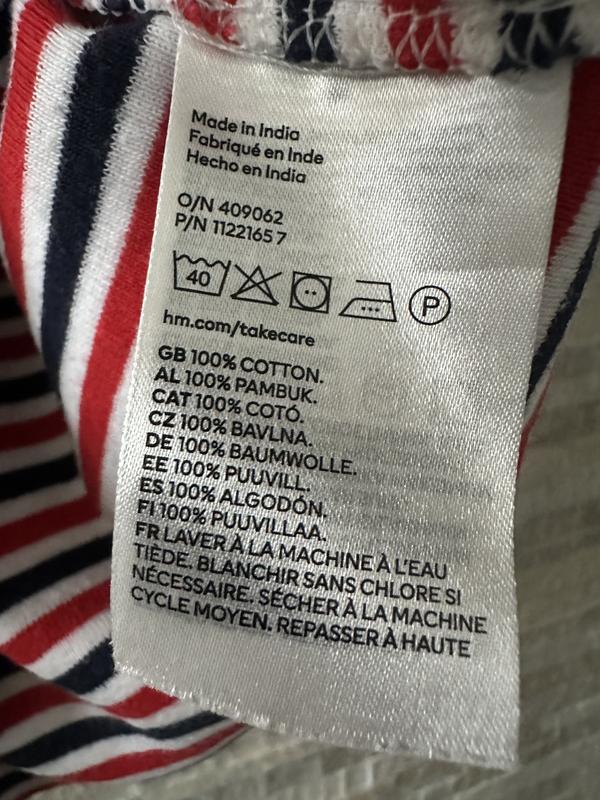 Made in India
Fabriqué en Inde
Hecho en India
O/N 409062
P/N 1122165 7
40 P
hm.com/takecare
GB 100% COTTON.
AL 100% PAMBUK.
CAT 100% COTÓ.
CZ 100% BAVLNA.
DE 100% BAUMWOLLE.
EE 100% PUUVILL.
ES 100% ALGODÓN.
FI 100% PUUVILLAA.
FR LAVER À LA MACHINE À L'EAU
TIÈDE. BLANCHIR SANS CHLORE SI
NÉCESSAIRE. SÉCHER À LA MACHINE
CYCLE MOYEN. REPASSER À HAUTE